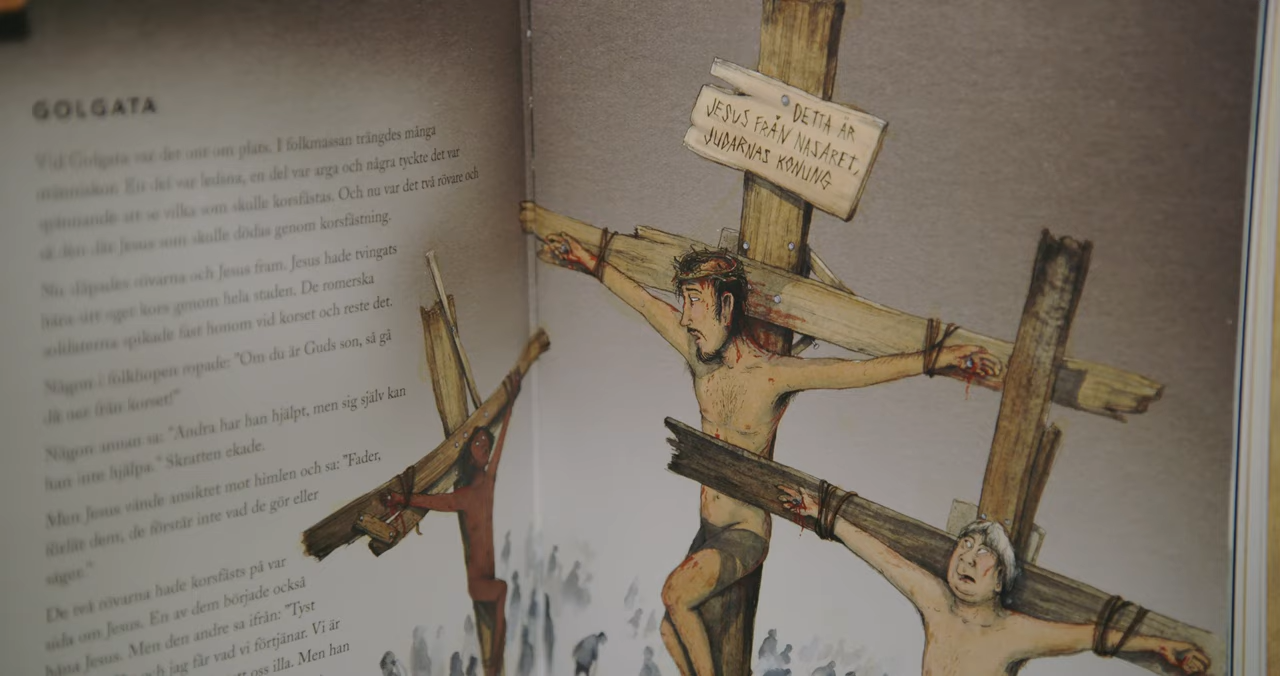 GOLGATA
Vid Golgata var det ont om plats. I folkmassan trängdes många
människor. En del var ledsna, en del var arga och några tyckte det var
spännande att se vilka som skulle korsfästas. Och nu var det två rövare och
så den där Jesus som skulle dödas genom korsfästning.
Nu släpades rövarna och Jesus fram. Jesus hade tvingats
bära sitt eget kors genom hela staden. De romerska
soldaterna spikade fast honom vid korset och reste det.
Någon i folkhopen ropade: "Om du är Guds son, så gå
då ner från korset!"
Någon annan sa: "Andra har han hjälpt, men sig själv kan
han inte hjälpa." Skratten ekade.
Men Jesus vände ansiktet mot himlen och sa: "Fader,
förlåt dem, de förstår inte vad de gör eller
säger."
De två rövarna hade korsfästs på var
sida om Jesus. En av dem började också
håna Jesus. Men den andre sa ifrån: "Tyst
och jag får vad vi förtjänar. Vi är
oss illa. Men han
DETTA ÄR
JESUS FRÅN NASARET,
JUDARNAS KONUNG